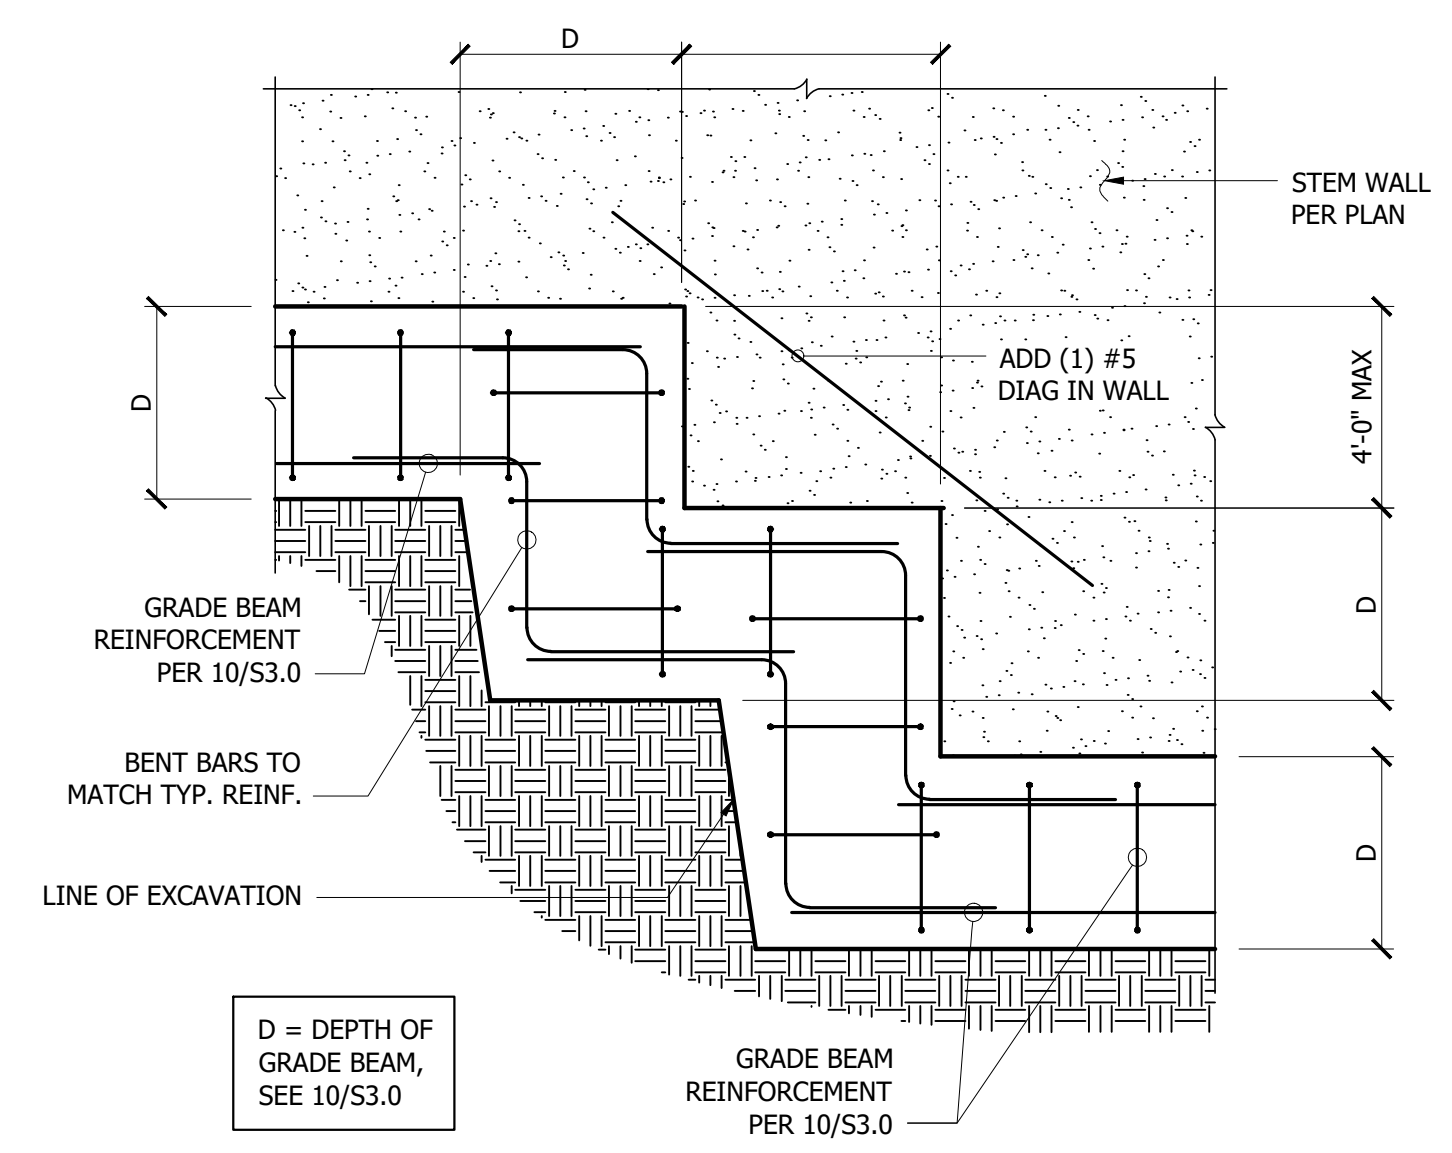 D
STEM WALL
PER PLAN
D
ADD (1) #5
DIAG IN WALL
4'-0" MAX
GRADE BEAM
REINFORCEMENT
PER 10/S3.0
D
BENT BARS TO
MATCH TYP. REINF.
LINE OF EXCAVATION
D
D = DEPTH OF
GRADE BEAM,
SEE 10/S3.0
GRADE BEAM
REINFORCEMENT
PER 10/S3.0